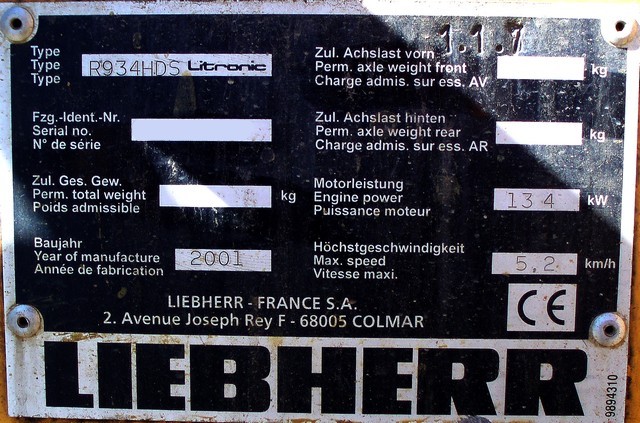 1.1.1
Type
Type R934HDS Litronic
Type
Zul. Achslast vorn
Perm. axle weight front kg
Charge admis. sur ess. AV
Fzg.-Ident.-Nr.
Serial no.
N° de série
Zul. Achslast hinten
Perm. axle weight rear kg
Charge admis. sur ess. AR
Zul. Ges. Gew.
Perm. total weight kg
Poids admissible
Motorleistung
Engine power 134 kW
Puissance moteur
Baujahr
Year of manufacture 2001
Année de fabrication
Höchstgeschwindigkeit
Max. speed 5,2 km/h
Vitesse maxi.
LIEBHERR - FRANCE S.A.
2. Avenue Joseph Rey F - 68005 COLMAR
CE
LIEBHERR
9894310